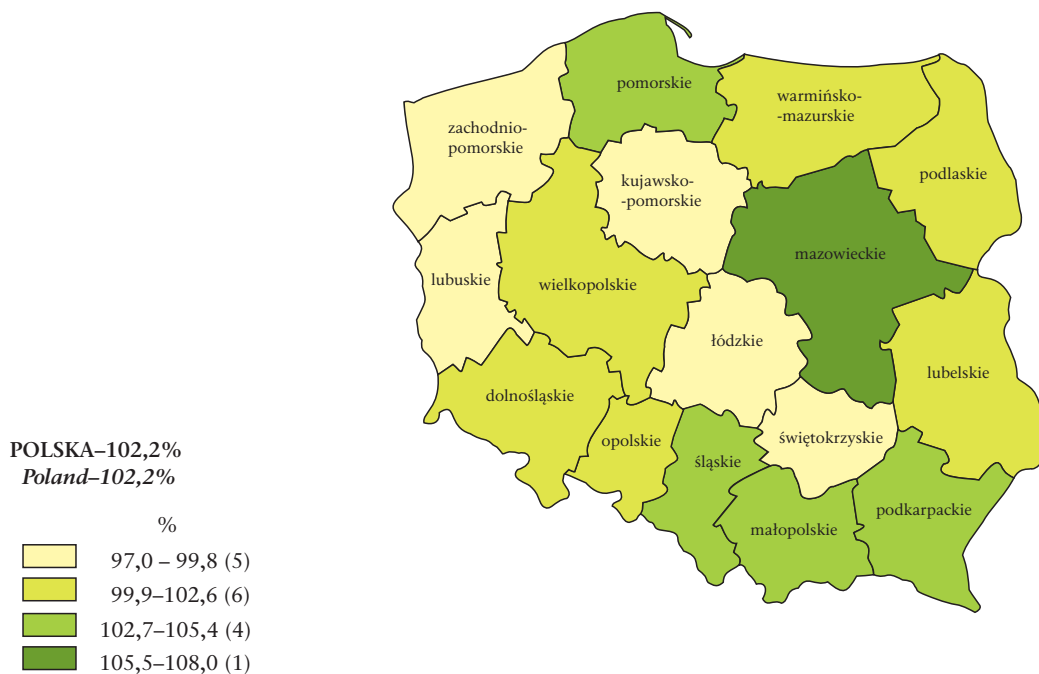 pomorskie
warmińsko-
-mazurskie
zachodnio-
pomorskie
podlaskie
kujawsko-
-pomorskie
mazowieckie
lubuskie
wielkopolskie
łódzkie
lubelskie
dolnośląskie
opolskie
świętokrzyskie
śląskie
podkarpackie
małopolskie
POLSKA–102,2%
Poland–102,2%
%
97,0 – 99,8 (5)
99,9–102,6 (6)
102,7–105,4 (4)
105,5–108,0 (1)